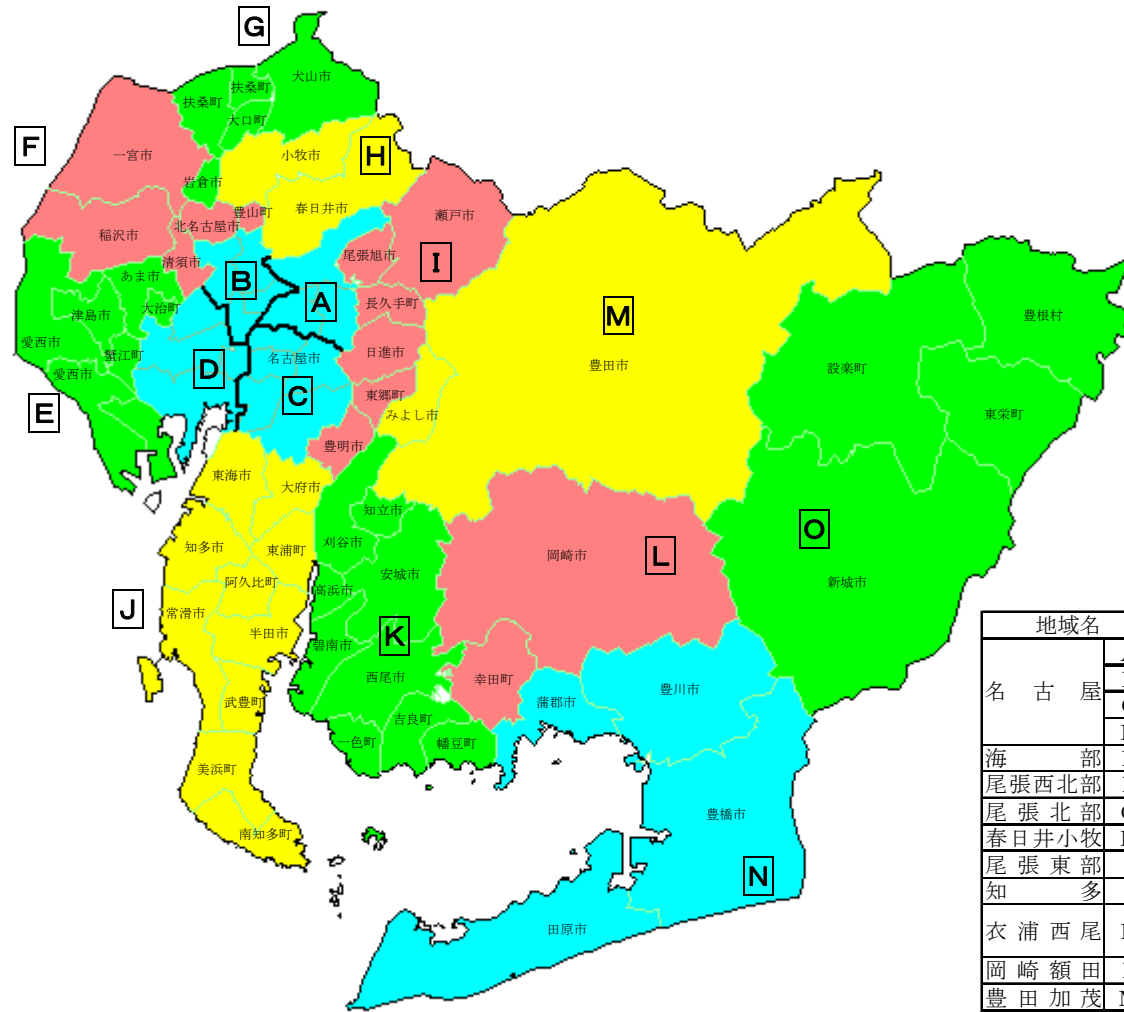 G
犬山市
扶桑町
扶桑町
大口町
F
一宮市
小牧市
H
岩倉市
春日井市
豊山町
瀬戸市
北名古屋市
稲沢市
尾張旭市
清須市
I
あま市
B
A
長久手町
津島市
大治町
豊根村
M
愛西市
蟹江町
名古屋市
日進市
豊田市
設楽町
愛西市
D
C
東郷町
E
みよし市
東栄町
豊明市
東海市
大府市
知立市
O
知多市
東浦町
刈谷市
岡崎市
L
安城市
阿久比町
高浜市
新城市
J
常滑市
半田市
K
碧南市
西尾市
幸田町
豊川市
武豊町
蒲郡市
吉良町
一色町
幡豆町
美浜町
豊橋市
南知多町
N
田原市
地域名
名古屋
海部
尾張西北部
尾張北部
春日井小牧
尾張東部
知多
衣浦西尾
岡崎額田
豊田加茂